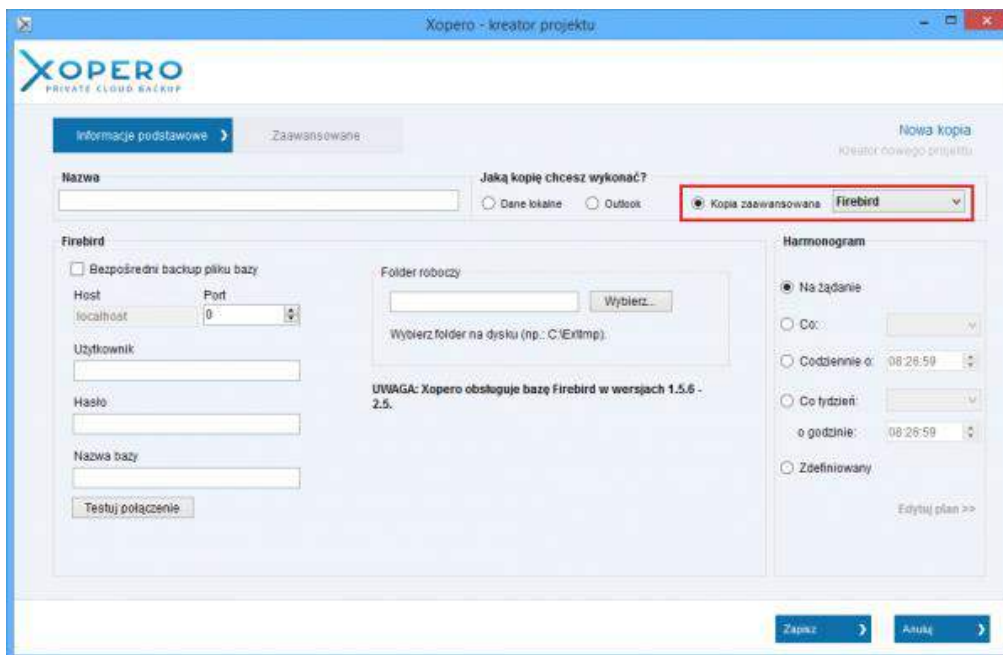 Xopero - kreator projektu
XOPERO
PRIVATE CLOUD BACKUP
Informacje podstawowe
Zaawansowane
Nowa kopia
Kreator nowego projektu
Nazwa
Jaką kopię chcesz wykonać?
Dane lokalne
Outlook
Kopia zaawansowana
Firebird
Firebird
Bezpośredni backup pliku bazy
Host
Port
localhost
0
Użytkownik
Hasło
Nazwa bazy
Testuj połączenie
Folder roboczy
Wybierz...
Wybierz folder na dysku (np.: C:\Ex\tmp).
UWAGA: Xopero obsługuje bazę Firebird w wersjach 1.5.6 -
2.5.
Harmonogram
Na żądanie
Co:
Codziennie o: 08:26:59
Co tydzień:
o godzinie: 08:26:59
Zdefiniowany
Edytuj plan >>
Zapisz
Anuluj